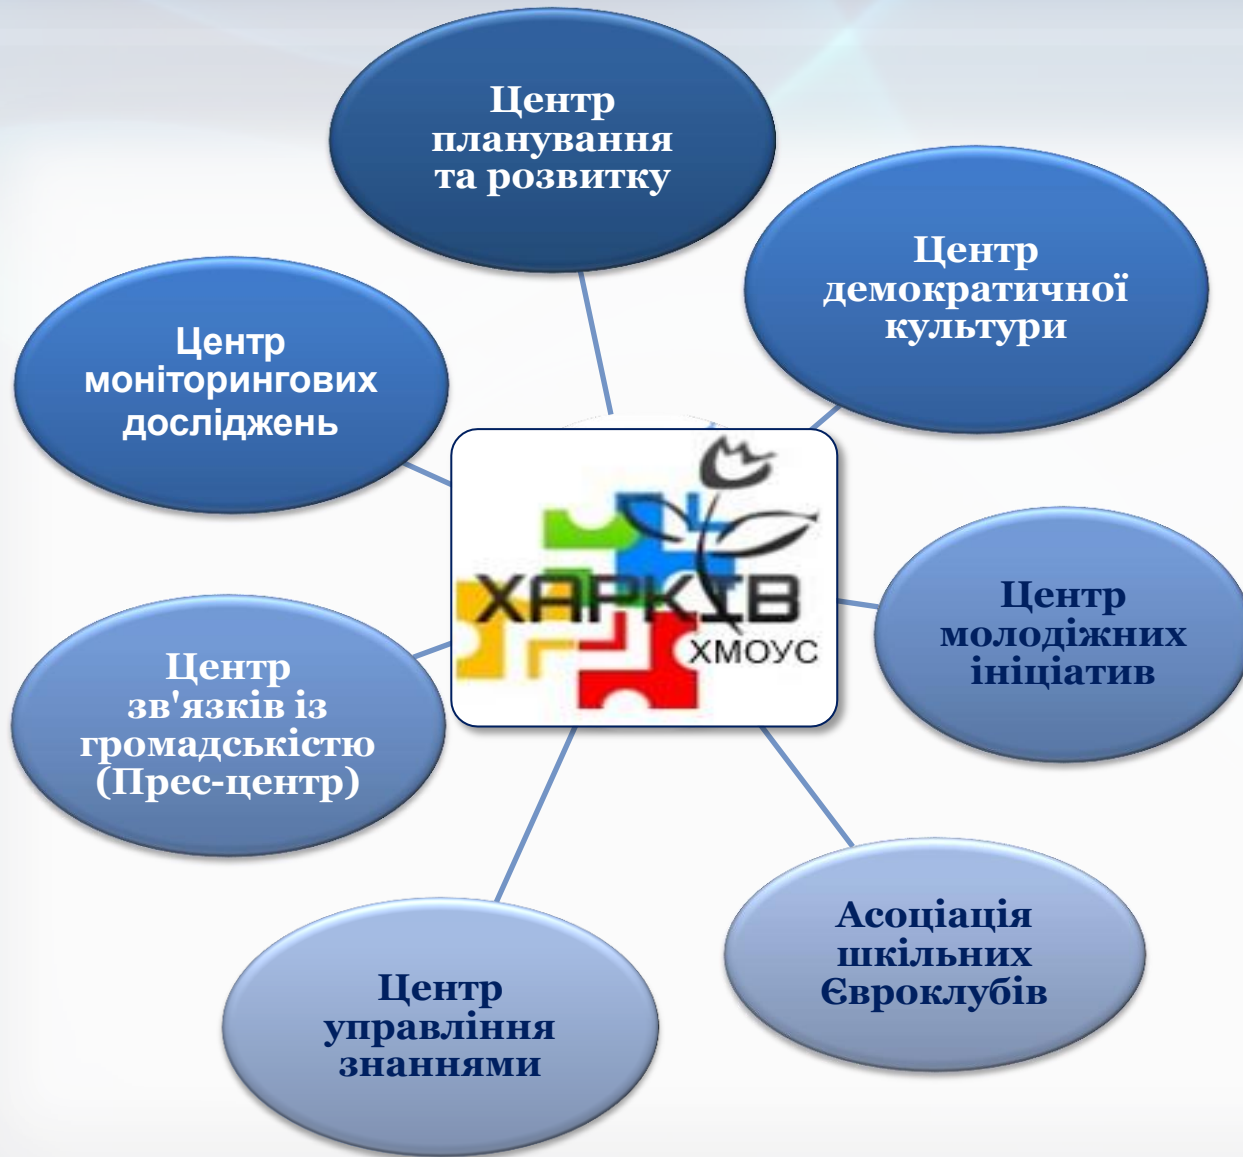 Центр
планування
та розвитку
Центр
демократичної
культури
Центр
моніторингових
досліджень
ХАРКІВ
ХМОУС
Центр
молодіжних
ініціатив
Центр
зв'язків із
громадськістю
(Прес-центр)
Асоціація
шкільних
Євроклубів
Центр
управління
знаннями